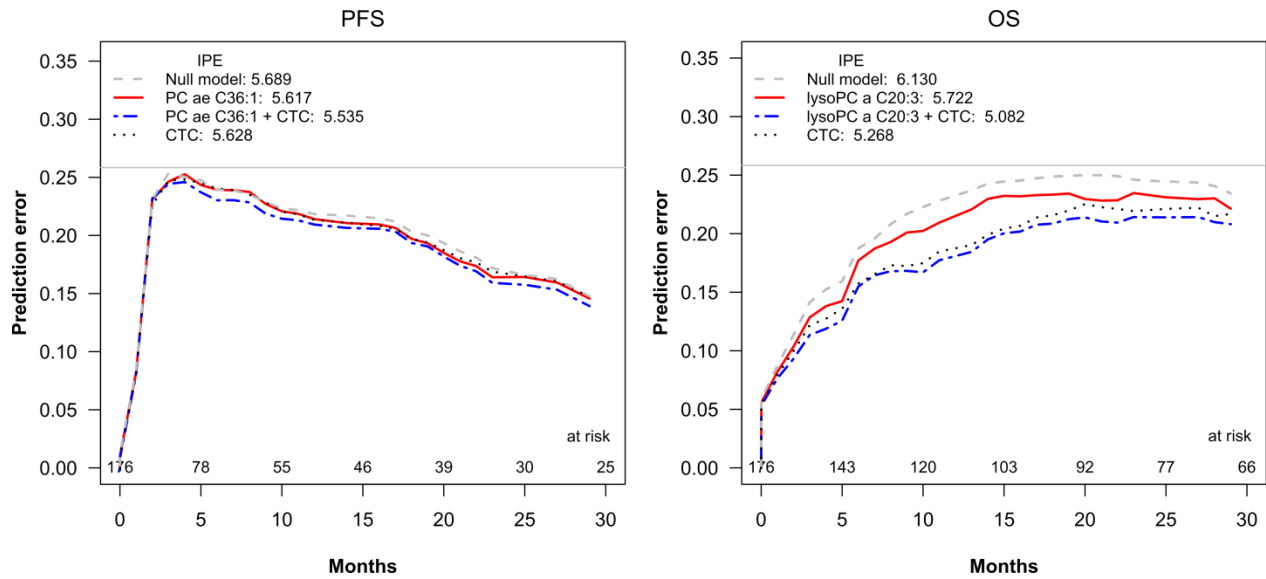 PFS
IPE
Null model: 5.689
PC ae C36:1: 5.617
PC ae C36:1 + CTC: 5.535
CTC: 5.628
0.35
0.30
0.25
0.20
0.15
0.10
0.05
0.00
Prediction error
at risk
176 78 55 46 39 30 25
0 5 10 15 20 25 30
Months
OS
IPE
Null model: 6.130
lysoPC a C20:3: 5.722
lysoPC a C20:3 + CTC: 5.082
CTC: 5.268
0.35
0.30
0.25
0.20
0.15
0.10
0.05
0.00
Prediction error
at risk
176 143 120 103 92 77 66
0 5 10 15 20 25 30
Months